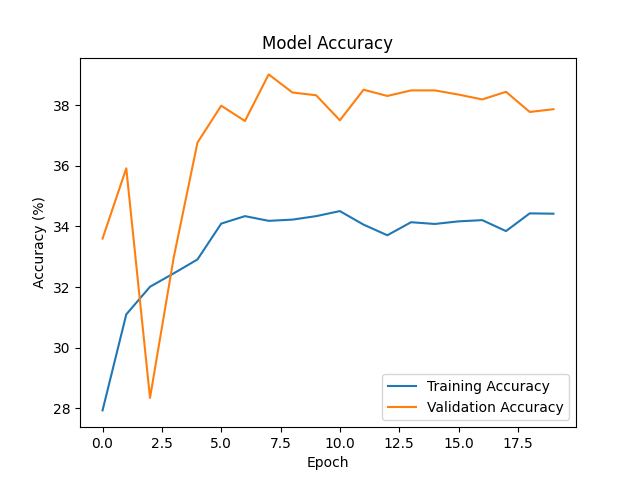 Model Accuracy
Accuracy (%)
38
36
34
32
30
28
Training Accuracy
Validation Accuracy
0.0 2.5 5.0 7.5 10.0 12.5 15.0 17.5
Epoch